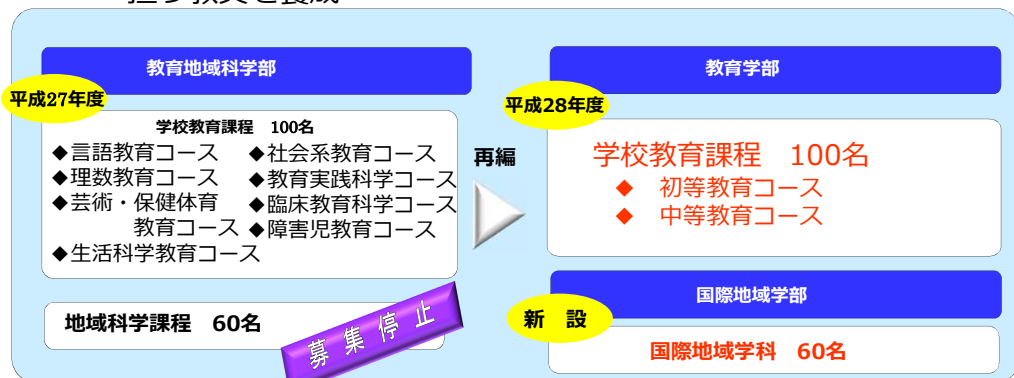 担う教員を養成
教育地域科学部
平成27年度
学校教育課程 100名
◆言語教育コース ◆社会系教育コース
◆理数教育コース ◆教育実践科学コース
◆芸術・保健体育 ◆臨床教育科学コース
教育コース ◆障害児教育コース
◆生活科学教育コース
地域科学課程 60名
募集停止
再編
教育学部
平成28年度
学校教育課程 100名
◆ 初等教育コース
◆ 中等教育コース
国際地域学部
新 設
国際地域学科 60名